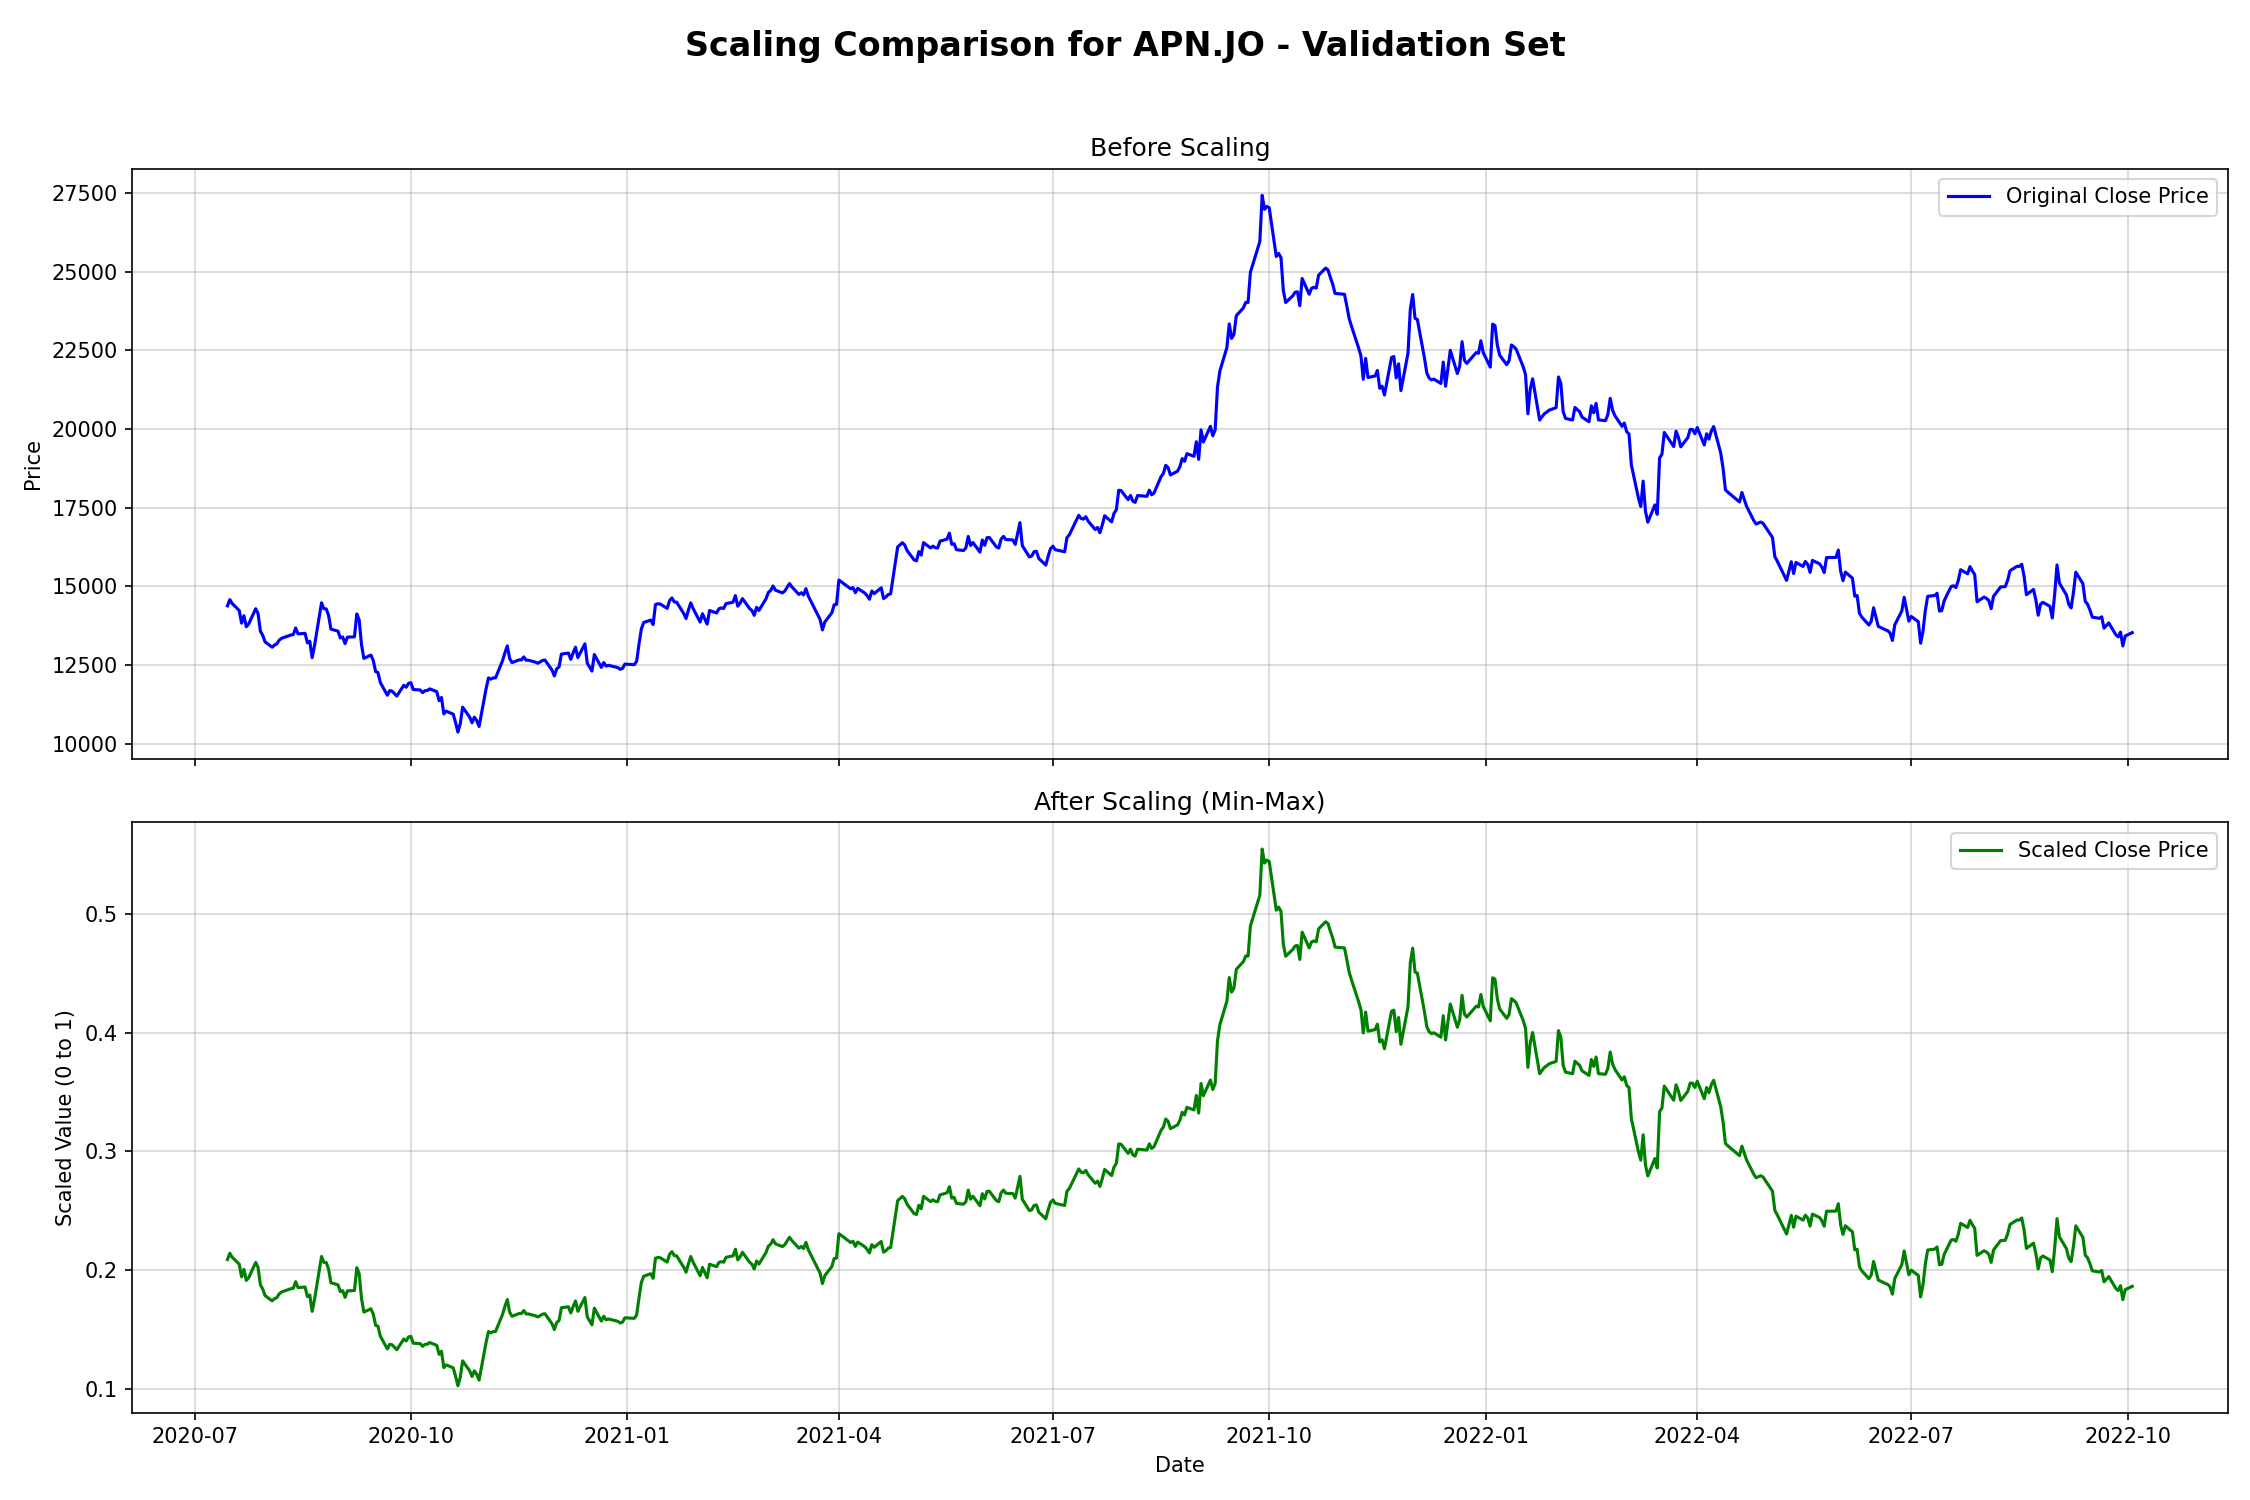 Scaling Comparison for APN.JO - Validation Set
Before Scaling
Original Close Price
27500
25000
22500
20000
17500
15000
12500
10000
Price
After Scaling (Min-Max)
Scaled Close Price
0.5
0.4
0.3
0.2
0.1
Scaled Value (0 to 1)
2020-07 2020-10 2021-01 2021-04 2021-07 2021-10 2022-01 2022-04 2022-07 2022-10
Date